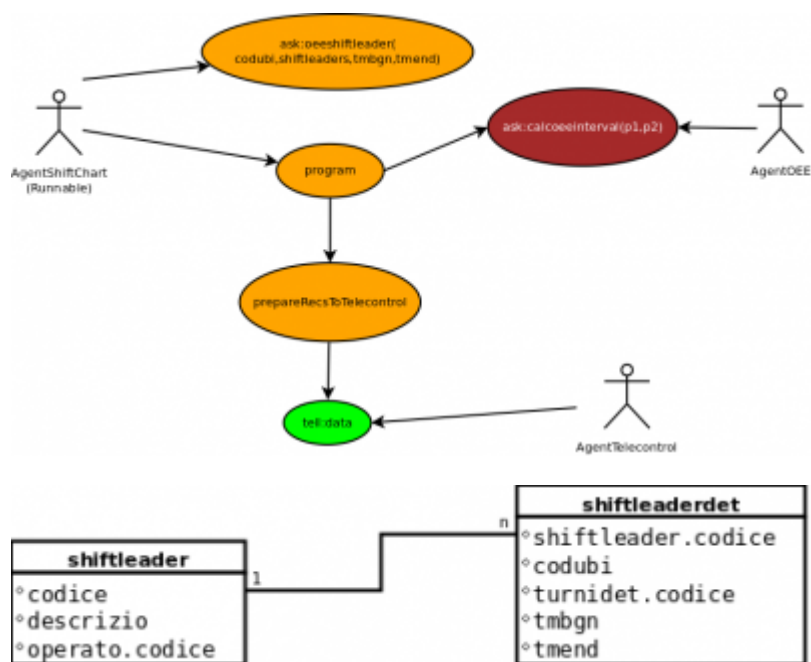 ask:oeeshiftleader(
codubi,shiftleaders,tmbgn,tmend)
ask:calcoeeinterval(p1,p2)
AgentShiftChart
(Runnable)
program
AgentOEE
prepareRecsToTelecontrol
tell:data
AgentTelecontrol
shiftleader
codice
descrizio
operato.codice
1
n
shiftleaderdet
shiftleader.codice
codubi
turnidet.codice
tmbgn
tmend